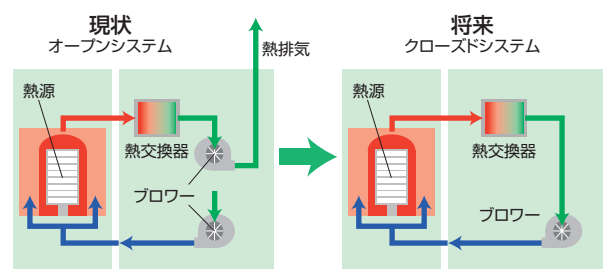 現状
オープンシステム
熱排気
熱源
熱交換器
ブロワー
将来
クローズドシステム
熱源
熱交換器
ブロワー